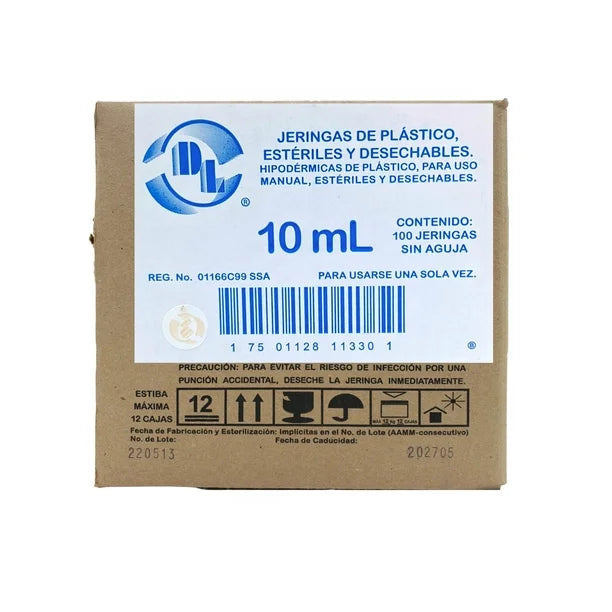 DL
®
JERINGAS DE PLÁSTICO,
ESTÉRILES Y DESECHABLES.
HIPODÉRMICAS DE PLÁSTICO, PARA USO
MANUAL, ESTÉRILES Y DESECHABLES.
10 mL
CONTENIDO:
100 JERINGAS
SIN AGUJA
REG. No. 01166C99 SSA
PARA USARSE UNA SOLA VEZ.
1 75 01128 11330 1
®
PRECAUCIÓN: PARA EVITAR EL RIESGO DE INFECCIÓN POR UNA
PUNCIÓN ACCIDENTAL, DESECHE LA JERINGA INMEDIATAMENTE.
ESTIBA
MÁXIMA
12 CAJAS
12
Fecha de Fabricación y Esterilización: Implícitas en el No. de Lote (AAMM-consecutivo)
No. de Lote:
Fecha de Caducidad:
220513
202705